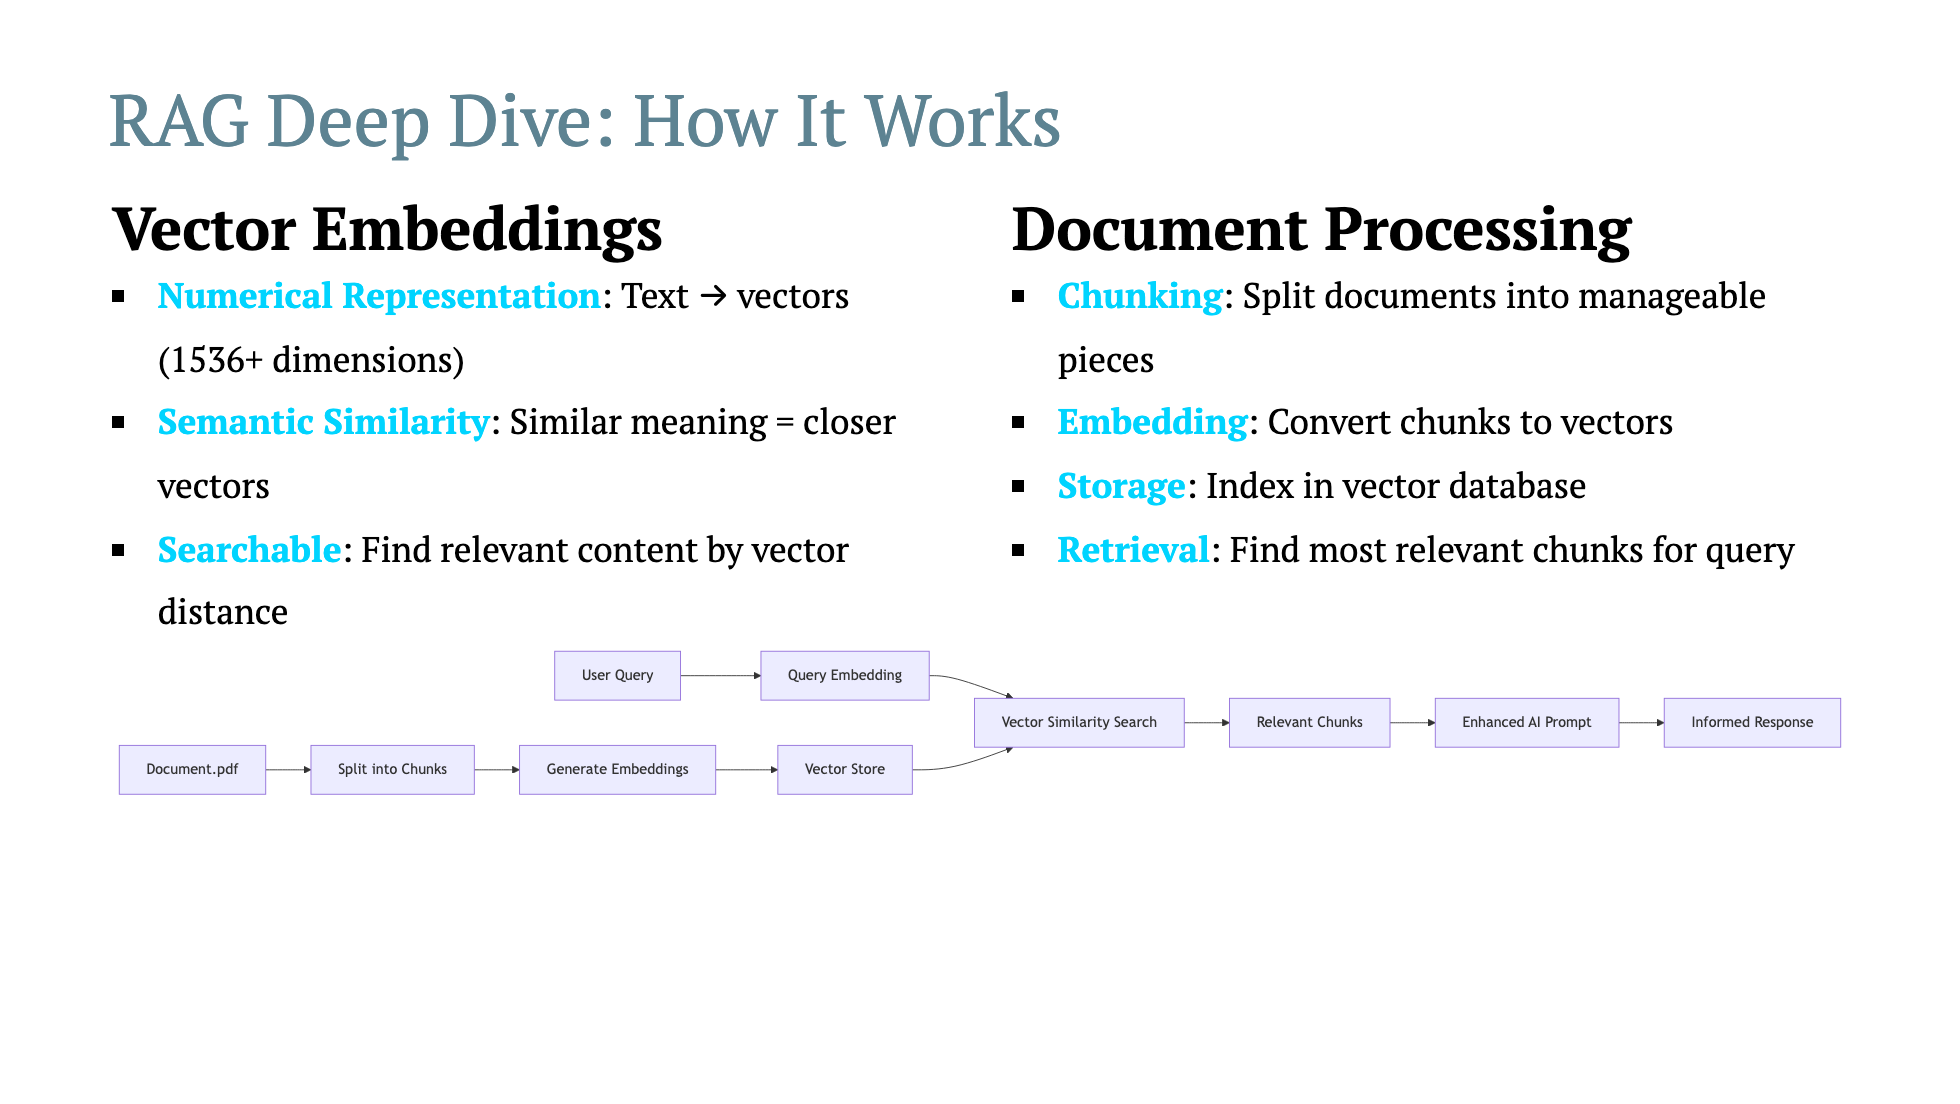 RAG Deep Dive: How It Works
Vector Embeddings
▪ Numerical Representation: Text → vectors
(1536+ dimensions)
▪ Semantic Similarity: Similar meaning = closer
vectors
▪ Searchable: Find relevant content by vector
distance
Document Processing
▪ Chunking: Split documents into manageable
pieces
▪ Embedding: Convert chunks to vectors
▪ Storage: Index in vector database
▪ Retrieval: Find most relevant chunks for query
User Query
Query Embedding
Document.pdf
Split into Chunks
Generate Embeddings
Vector Store
Vector Similarity Search
Relevant Chunks
Enhanced AI Prompt
Informed Response